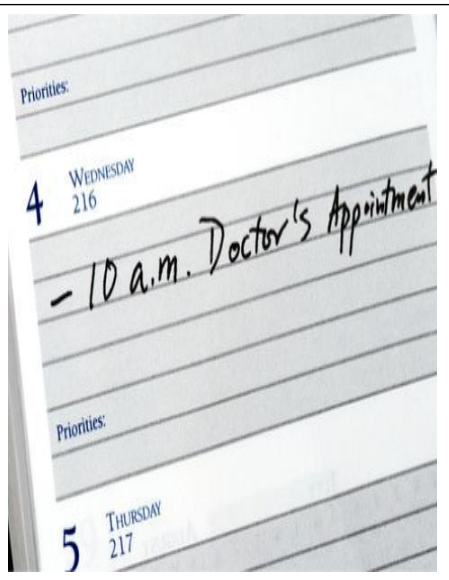 Priorities:
4 WEDNESDAY
216
- 10 a.m. Doctor's Appointment
Priorities:
5 THURSDAY
217